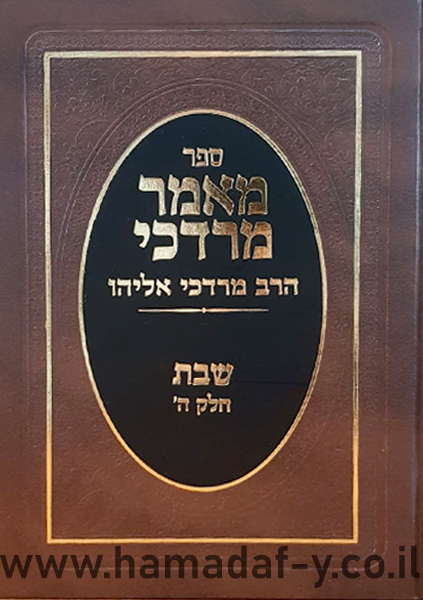 ספר
מאמר
מרדכי
הרב מרדכי אליהו
שבת
חלק ה'
www.hamadaf-y.co.il